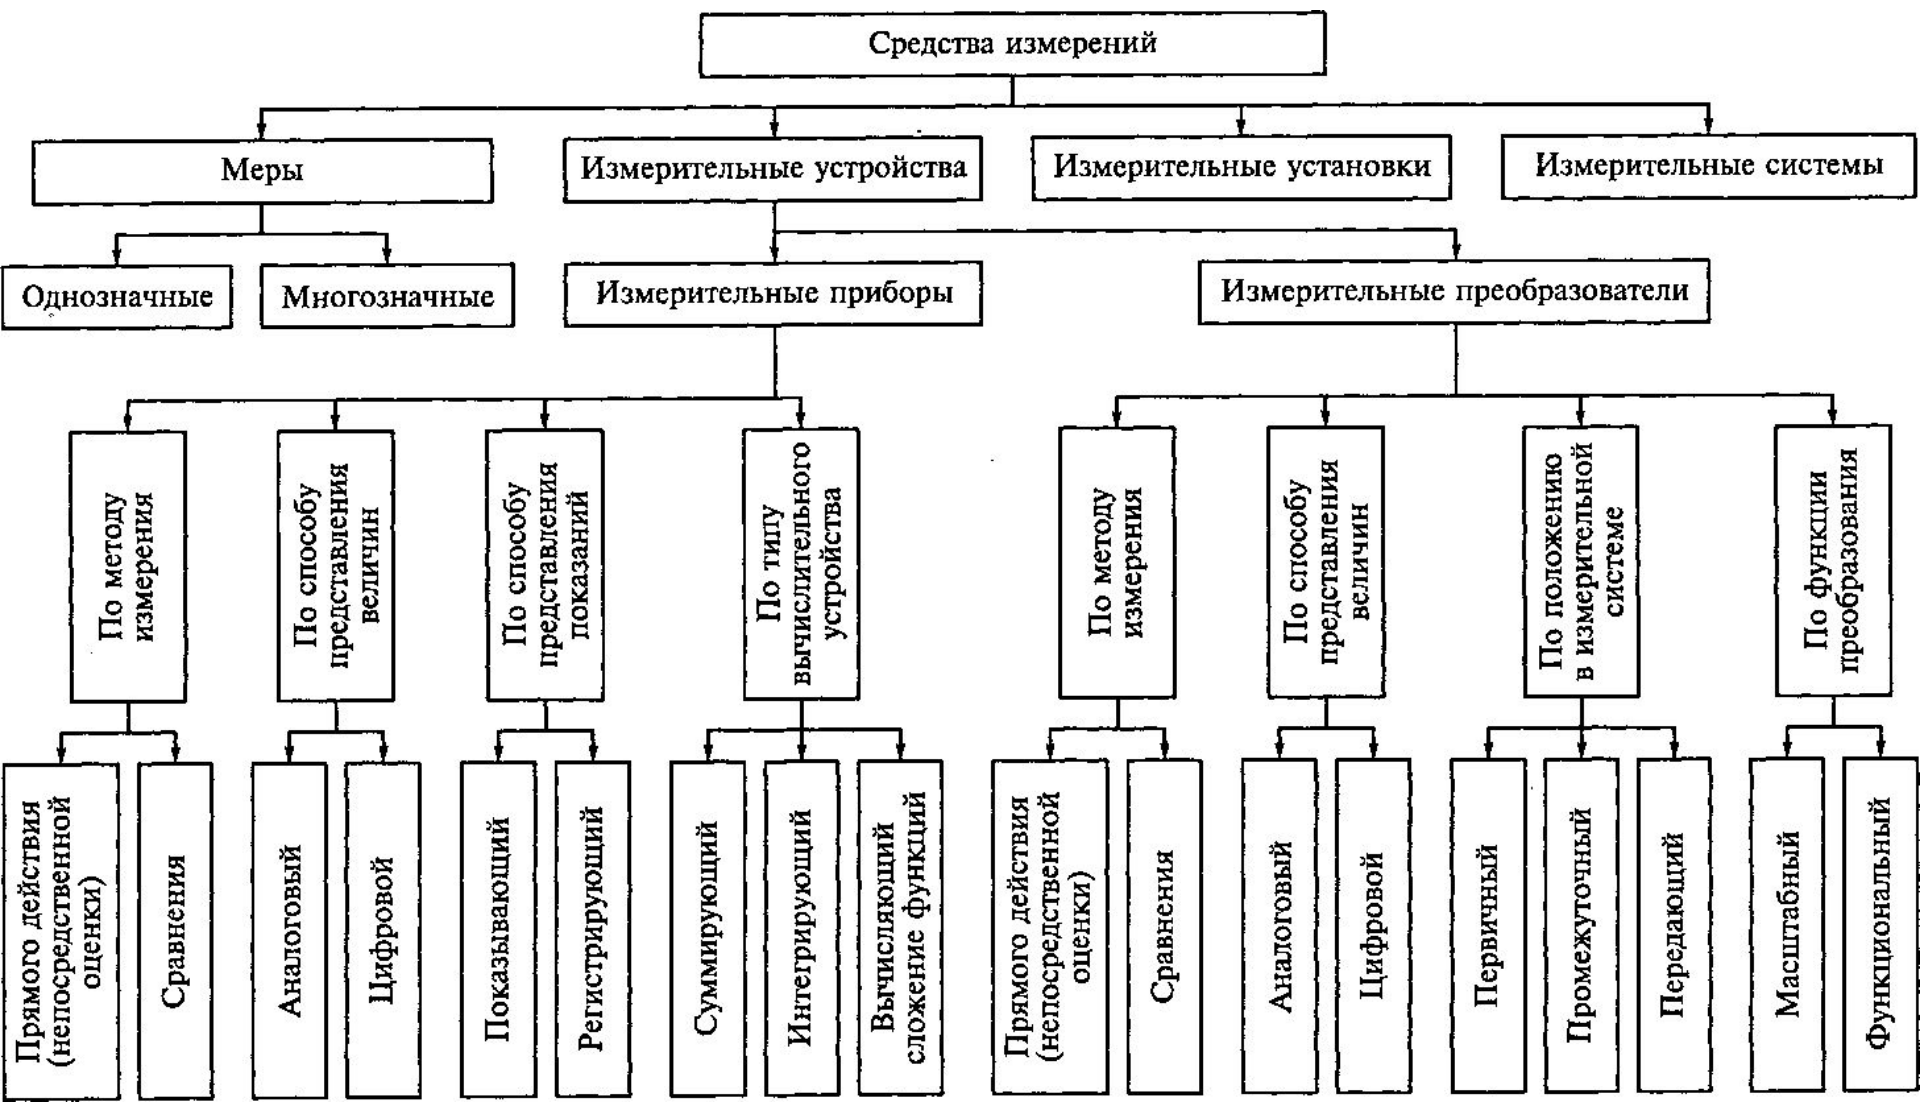 Средства измерений
Меры
Измерительные устройства
Измерительные установки
Измерительные системы
Однозначные
Многозначные
Измерительные приборы
Измерительные преобразователи
По методу
измерения
По способу
представления
величин
По способу
представления
показаний
По типу
вычислительного
устройства
По методу
измерения
По способу
представления
величин
По положению
в измерительной
системе
По функции
преобразования
Прямого действия
(непосредственной
оценки)
Сравнения
Аналоговый
Цифровой
Показывающий
Регистрирующий
Суммирующий
Интегрирующий
Вычисляющий
сложение функций
Прямого действия
(непосредственной
оценки)
Сравнения
Аналоговый
Цифровой
Первичный
Промежуточный
Передающий
Масштабный
Функциональный